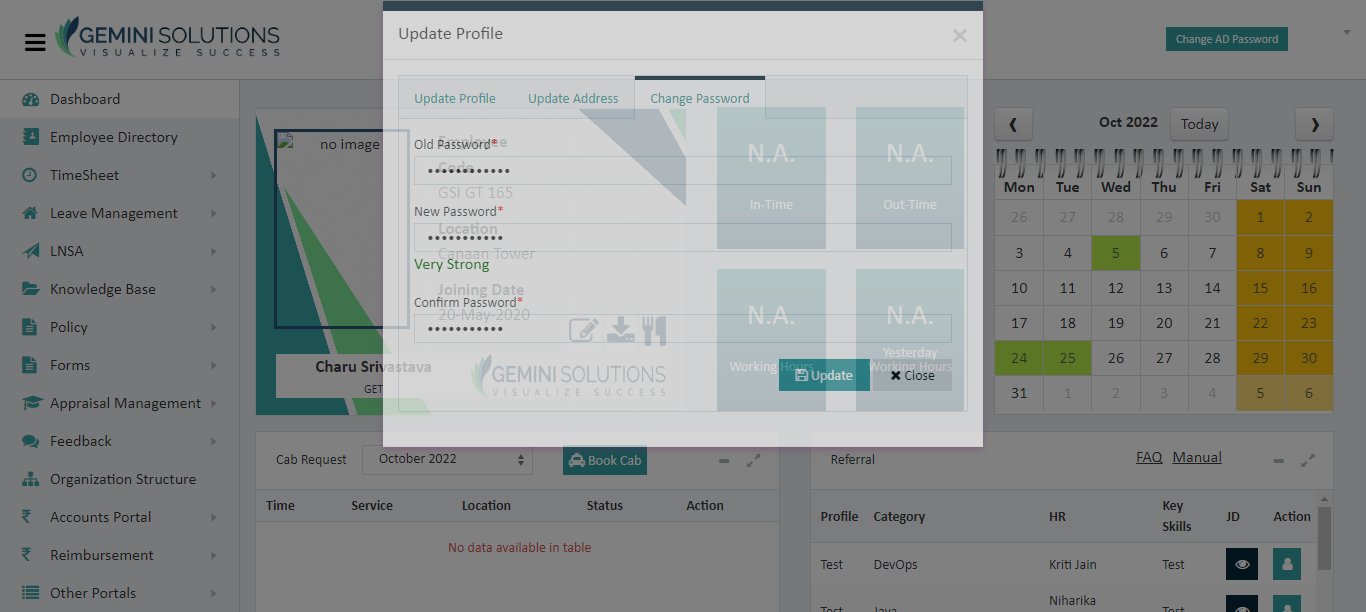 GEMINI SOLUTIONS
VISUALIZE SUCCESS
Change AD Password
Dashboard
Employee Directory
TimeSheet
Leave Management
LNSA
Knowledge Base
Policy
Forms
Appraisal Management
Feedback
Organization Structure
Accounts Portal
Reimbursement
Other Portals
Update Profile
×
Update Profile Update Address Change Password
Old Password*
••••••••••••
New Password*
•••••••••••
Very Strong
Confirm Password*
•••••••••••
Update
Close
no image
Charu Srivastava
GET
Employee
Code
GSI GT 165
Location
Canaan Tower
Joining Date
20-May-2020
GEMINI SOLUTIONS
VISUALIZE SUCCESS
N.A.
In-Time
N.A.
Out-Time
N.A.
Working Hours
N.A.
Yesterday
Working Hours
Oct 2022 Today
Mon Tue Wed Thu Fri Sat Sun
26 27 28 29 30 1 2
3 4 5 6 7 8 9
10 11 12 13 14 15 16
17 18 19 20 21 22 23
24 25 26 27 28 29 30
31 1 2 3 4 5 6
Cab Request October 2022 Book Cab
Time Service Location Status Action
No data available in table
Referral FAQ Manual
Profile Category HR Key Skills JD Action
Test DevOps Kriti Jain Test
Test Java Niharika Test